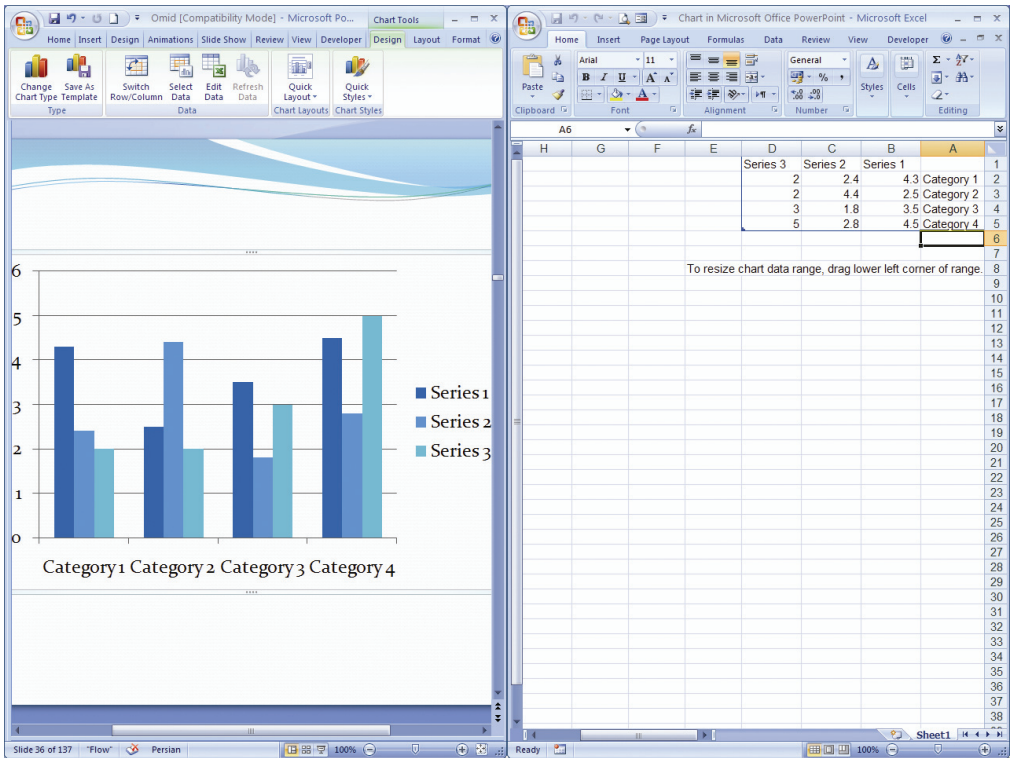 Omid [Compatibility Mode] - Microsoft Po...
Chart Tools
Home Insert Design Animations Slide Show Review View Developer Design Layout Format
Change Chart Type
Save As Template
Type
Switch Row/Column
Select Data
Edit Data
Refresh Data
Data
Quick Layout
Chart Layouts
Quick Styles
Chart Styles
6
5
4
3
2
1
0
Category 1 Category 2 Category 3 Category 4
Series 1
Series 2
Series 3
Slide 36 of 137 "Flow" Persian 100%
Chart in Microsoft Office PowerPoint - Microsoft Excel
Home Insert Page Layout Formulas Data Review View Developer
Paste
Clipboard
Arial 11
B I U
Font
Alignment
General
Number
Styles
Cells
Editing
A6 fx
H G F E D C B A
Series 3 Series 2 Series 1 1
2 2.4 4.3 Category 1 2
2 4.4 2.5 Category 2 3
3 1.8 3.5 Category 3 4
5 2.8 4.5 Category 4 5
6
7
To resize chart data range, drag lower left corner of range. 8
9
10
11
12
13
14
15
16
17
18
19
20
21
22
23
24
25
26
27
28
29
30
31
32
33
34
35
36
37
38
Sheet1
Ready 100%